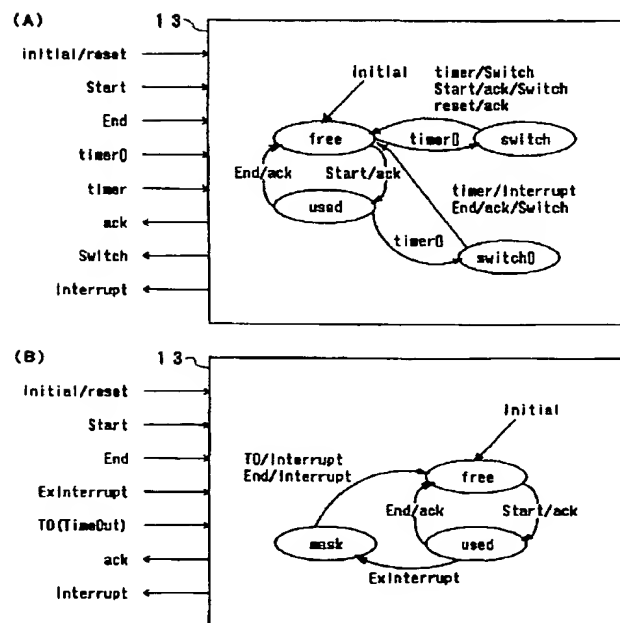 (A)
13
initial/reset
Start
End
timer0
timer
ack
Switch
Interrupt
initial
timer/Switch
Start/ack/Switch
reset/ack
free
timer0
switch
End/ack
Start/ack
used
timer/Interrupt
End/ack/Switch
timer0
switch0
(B)
13
Initial/reset
Start
End
ExInterrupt
TO(TimeOut)
ack
Interrupt
Initial
TO/Interrupt
End/Interrupt
free
End/ack
Start/ack
mask
used
ExInterrupt